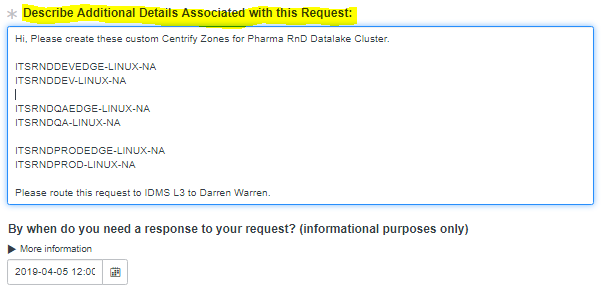 * Describe Additional Details Associated with this Request:
Hi, Please create these custom Centrify Zones for Pharma RnD Datalake Cluster.
ITSRNDDEVEDGE-LINUX-NA
ITSRNDDEV-LINUX-NA
ITSRNDQAEDGE-LINUX-NA
ITSRNDQA-LINUX-NA
ITSRNDPRODEDGE-LINUX-NA
ITSRNDPROD-LINUX-NA
Please route this request to IDMS L3 to Darren Warren.
By when do you need a response to your request? (informational purposes only)
More information
2019-04-05 12:00